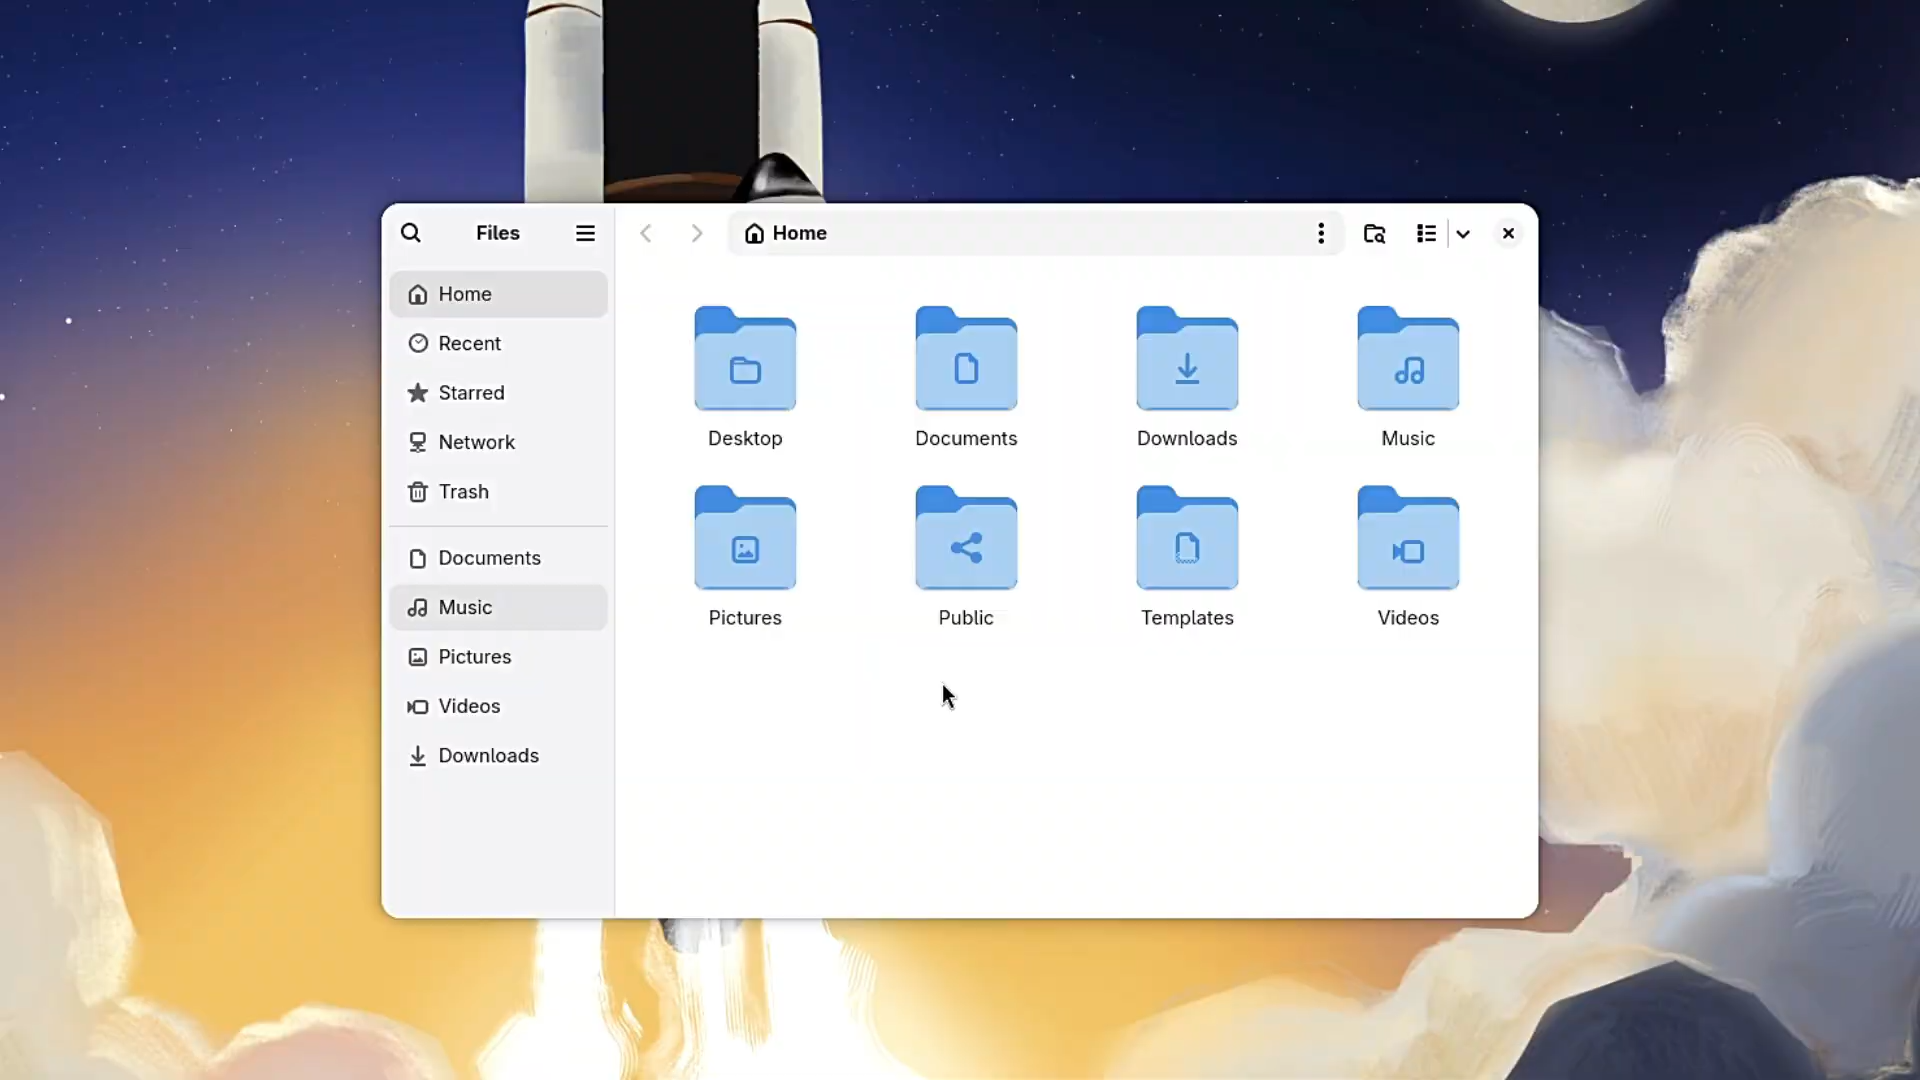 Files
Home
Home
Recent
Starred
Network
Trash
Documents
Music
Pictures
Videos
Downloads
Desktop
Documents
Downloads
Music
Pictures
Public
Templates
Videos